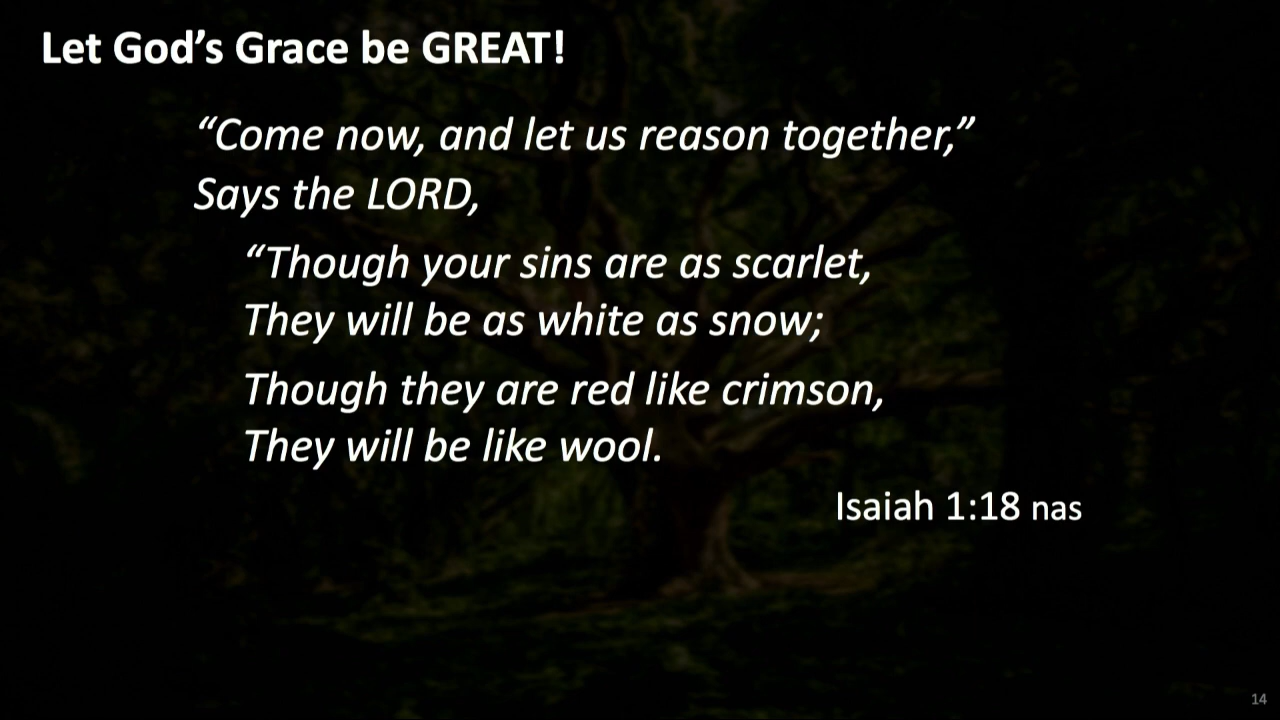 Let God’s Grace be GREAT!
“Come now, and let us reason together,”
Says the LORD,
“Though your sins are as scarlet,
They will be as white as snow;
Though they are red like crimson,
They will be like wool.
Isaiah 1:18 nas
14